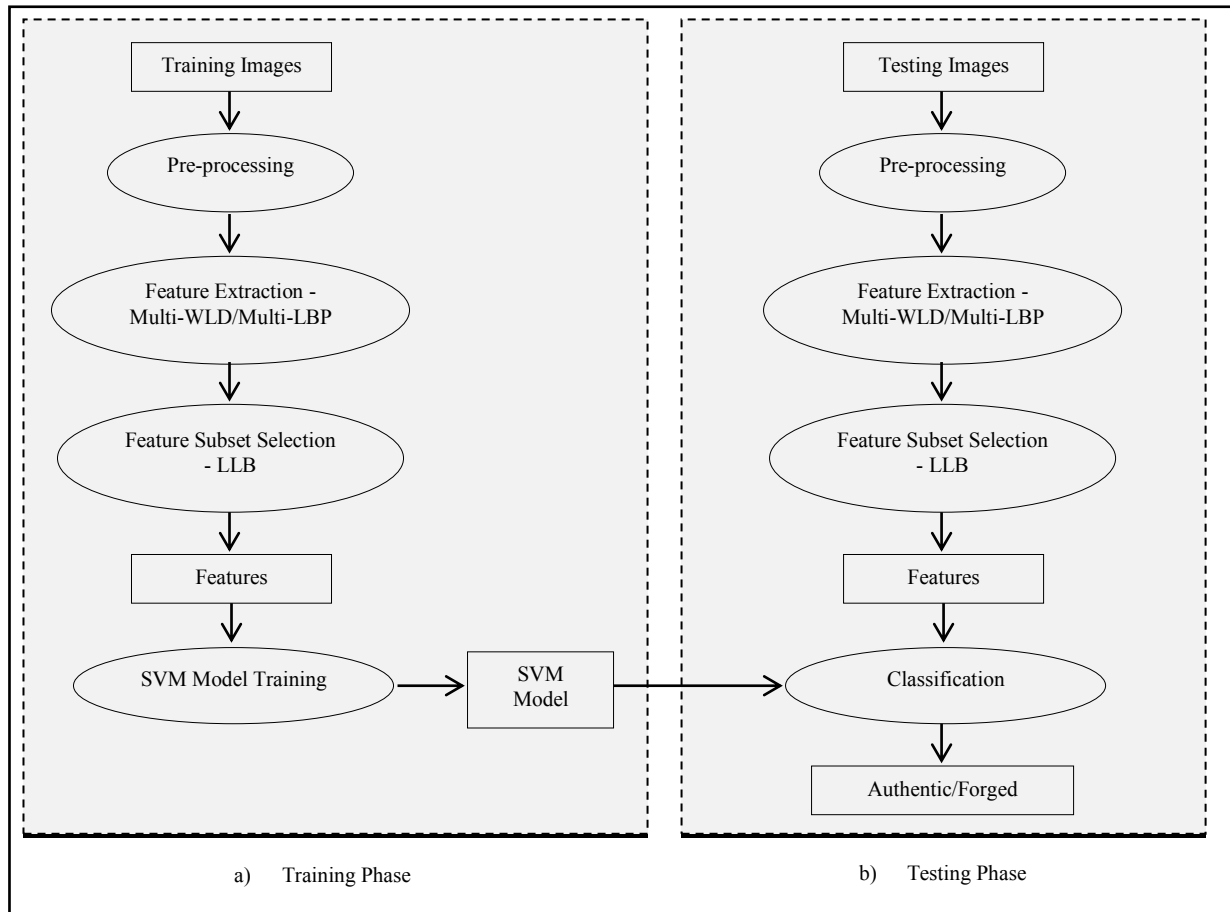 Training Images
Pre-processing
Feature Extraction -
Multi-WLD/Multi-LBP
Feature Subset Selection
- LLB
Features
SVM Model Training
SVM
Model
a) Training Phase
Testing Images
Pre-processing
Feature Extraction -
Multi-WLD/Multi-LBP
Feature Subset Selection
- LLB
Features
Classification
Authentic/Forged
b) Testing Phase